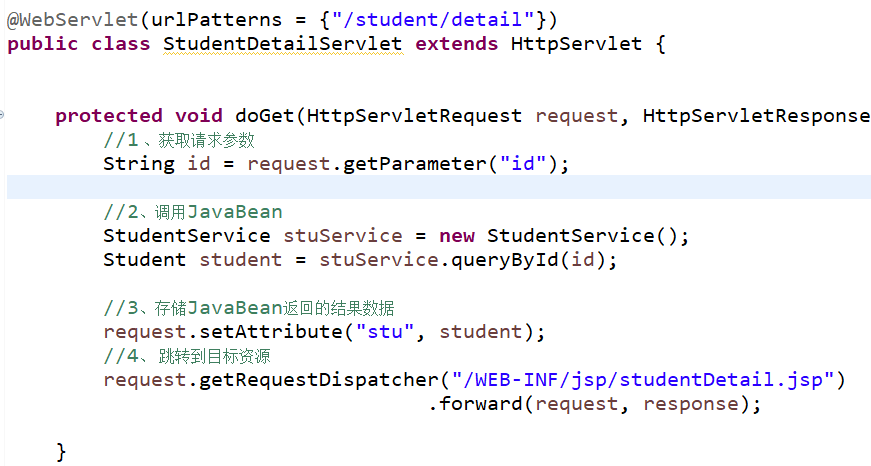 @WebServlet(urlPatterns = {"/student/detail"})
public class StudentDetailServlet extends HttpServlet {
protected void doGet(HttpServletRequest request, HttpServletResponse
//1、获取请求参数
String id = request.getParameter("id");
//2、调用JavaBean
StudentService stuService = new StudentService();
Student student = stuService.queryById(id);
//3、存储JavaBean返回的结果数据
request.setAttribute("stu", student);
//4、跳转到目标资源
request.getRequestDispatcher("/WEB-INF/jsp/studentDetail.jsp")
.forward(request, response);
}